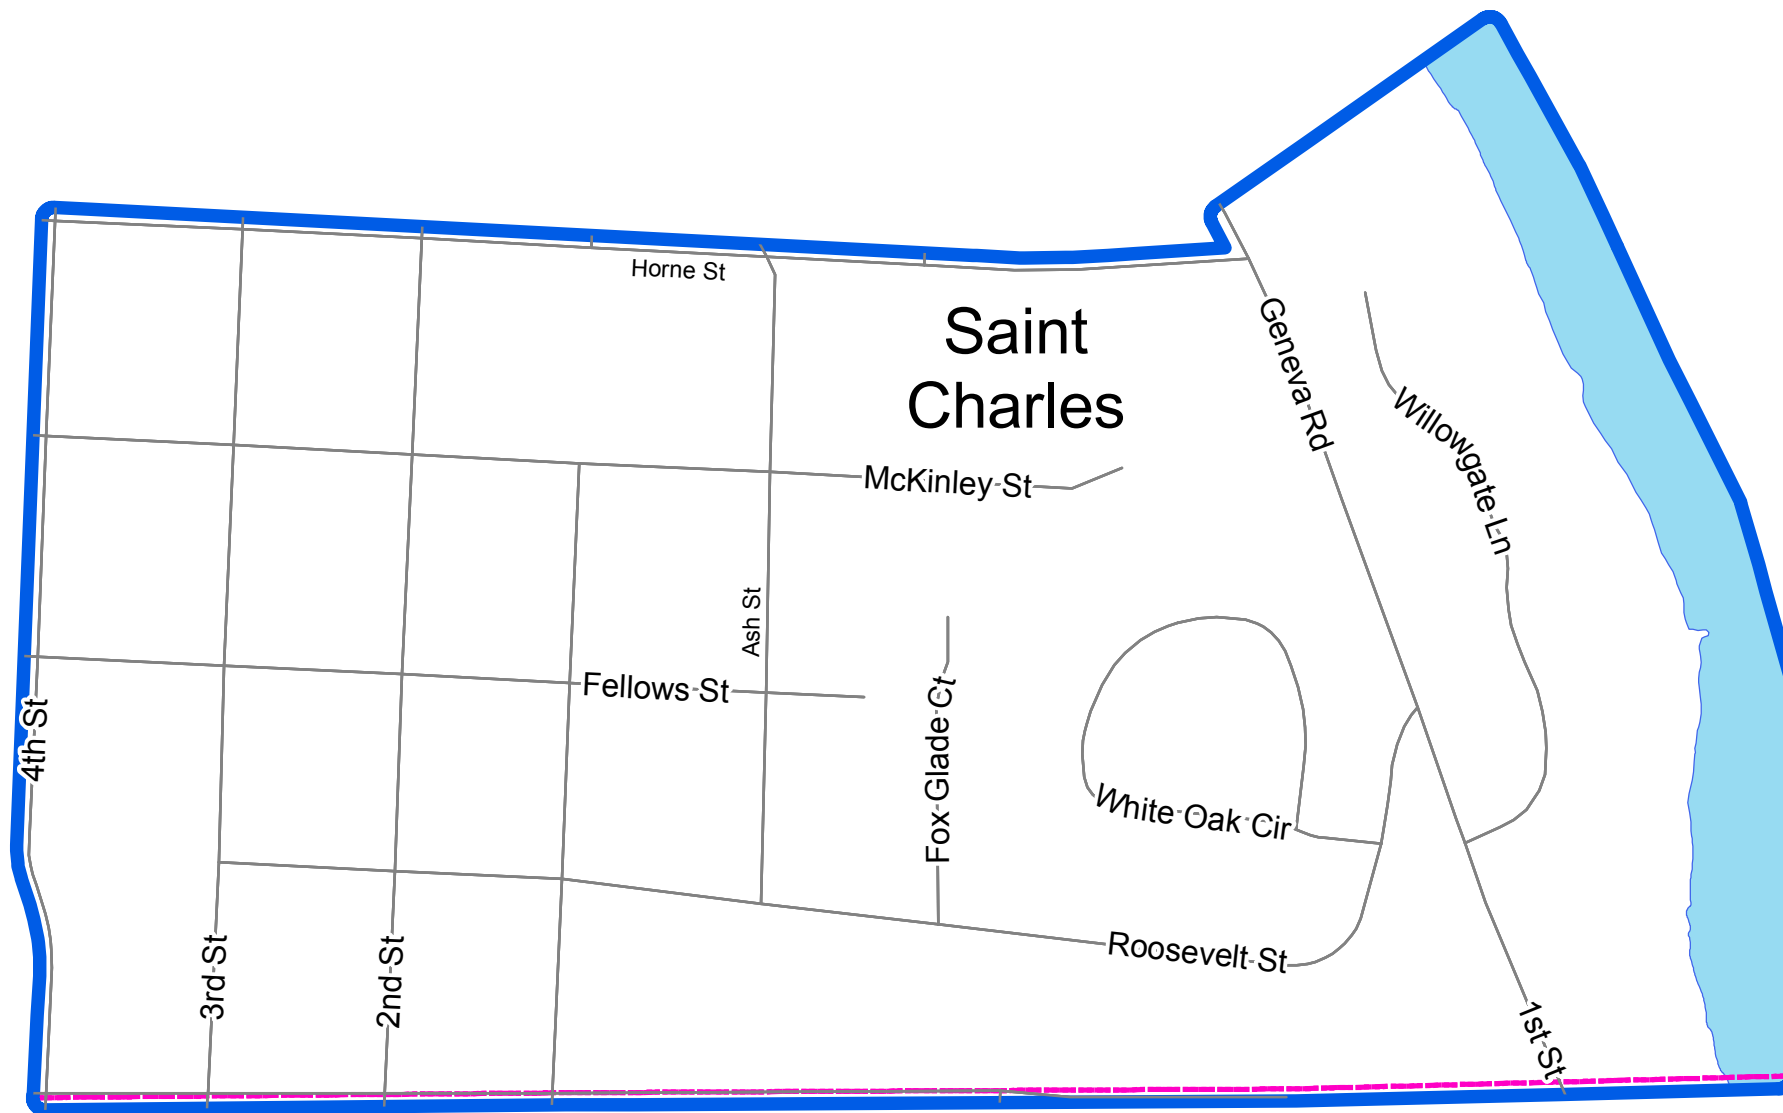 Horne St
Saint
Charles
Geneva Rd
Willowgate Ln
McKinley St
Ash St
Fellows St
4th St
Fox Glade Ct
White Oak Cir
Roosevelt St
3rd St
2nd St
1st St